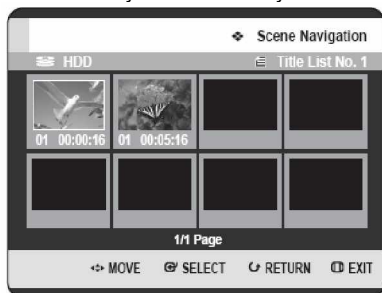 Scene Navigation
HDD Title List No. 1
01 00:00:16 01 00:05:16
1/1 Page
MOVE SELECT RETURN EXIT